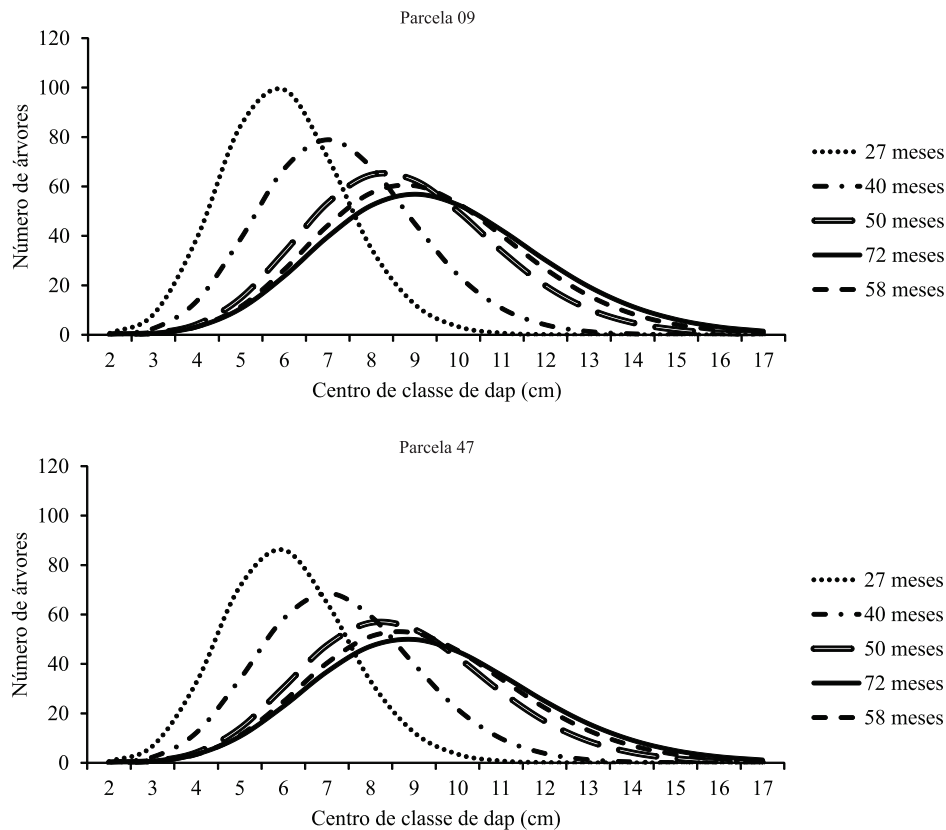 Parcela 09
Número de árvores
120
100
80
60
40
20
0
2 3 4 5 6 7 8 9 10 12 13 14 15 16 17
Centro de classe de dap (cm)
27 meses
40 meses
50 meses
72 meses
58 meses
Parcela 47
Número de árvores
120
100
80
60
40
20
0
2 3 4 5 6 7 8 9 10 11 12 13 14 15 16 17
Centro de classe de dap (cm)
27 meses
40 meses
50 meses
72 meses
58 meses